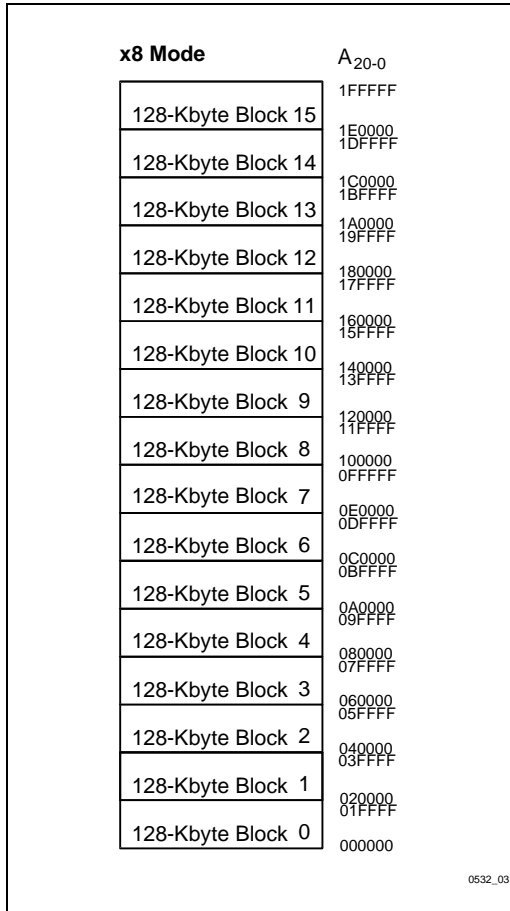 x8 Mode A20-0
1FFFFF
128-Kbyte Block 15
1E0000
1DFFFF
128-Kbyte Block 14
1C0000
1BFFFF
128-Kbyte Block 13
1A0000
19FFFF
128-Kbyte Block 12
180000
17FFFF
128-Kbyte Block 11
160000
15FFFF
128-Kbyte Block 10
140000
13FFFF
128-Kbyte Block 9
120000
11FFFF
128-Kbyte Block 8
100000
0FFFFF
128-Kbyte Block 7
0E0000
0DFFFF
128-Kbyte Block 6
0C0000
0BFFFF
128-Kbyte Block 5
0A0000
09FFFF
128-Kbyte Block 4
080000
07FFFF
128-Kbyte Block 3
060000
05FFFF
128-Kbyte Block 2
040000
03FFFF
128-Kbyte Block 1
020000
01FFFF
128-Kbyte Block 0
000000
0532_03